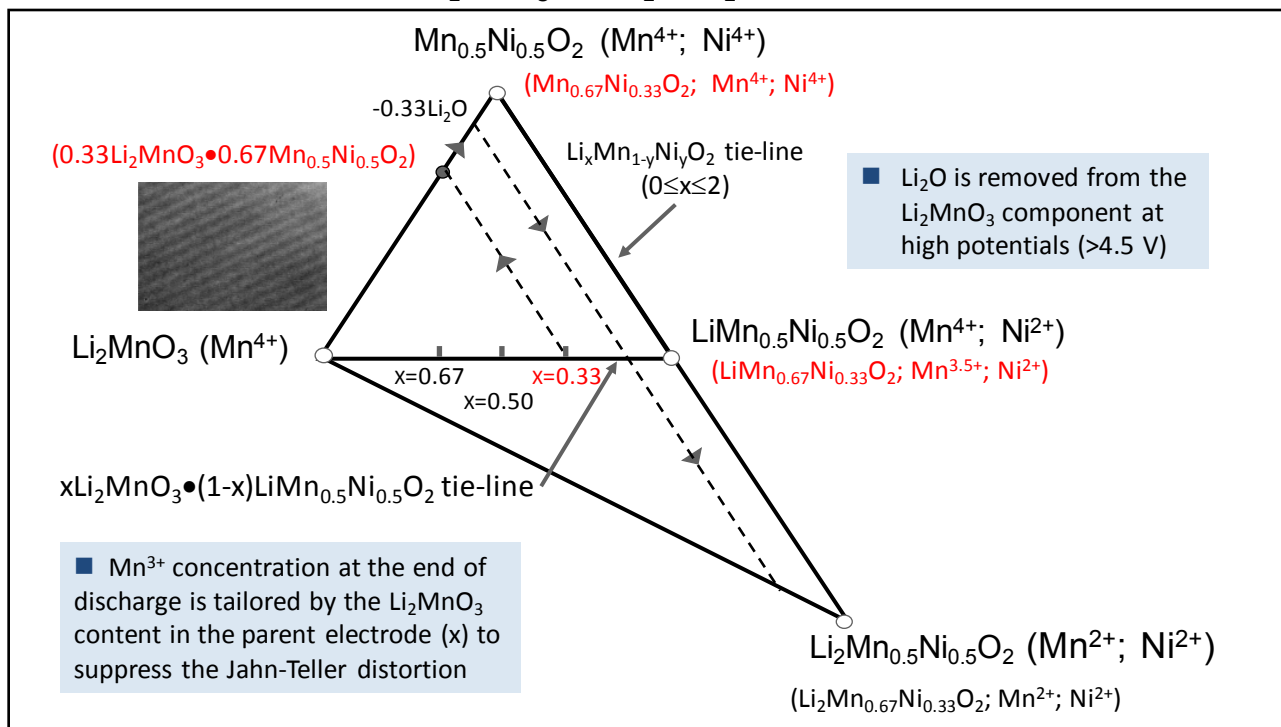 Mn0.5Ni0.5O2 (Mn4+; Ni4+)
(Mn0.67Ni0.33O2; Mn4+; Ni4+)
-0.33Li2O
(0.33Li2MnO3●0.67Mn0.5Ni0.5O2)
LixMn1-yNiyO2 tie-line
(0≤x≤2)
■ Li2O is removed from the
Li2MnO3 component at
high potentials (>4.5 V)
Li2MnO3 (Mn4+)
LiMn0.5Ni0.5O2 (Mn4+; Ni2+)
(LiMn0.67Ni0.33O2; Mn3.5+; Ni2+)
x=0.67
x=0.50
x=0.33
xLi2MnO3●(1-x)LiMn0.5Ni0.5O2 tie-line
■ Mn3+ concentration at the end of
discharge is tailored by the Li2MnO3
content in the parent electrode (x) to
suppress the Jahn-Teller distortion
Li2Mn0.5Ni0.5O2 (Mn2+; Ni2+)
(Li2Mn0.67Ni0.33O2; Mn2+; Ni2+)